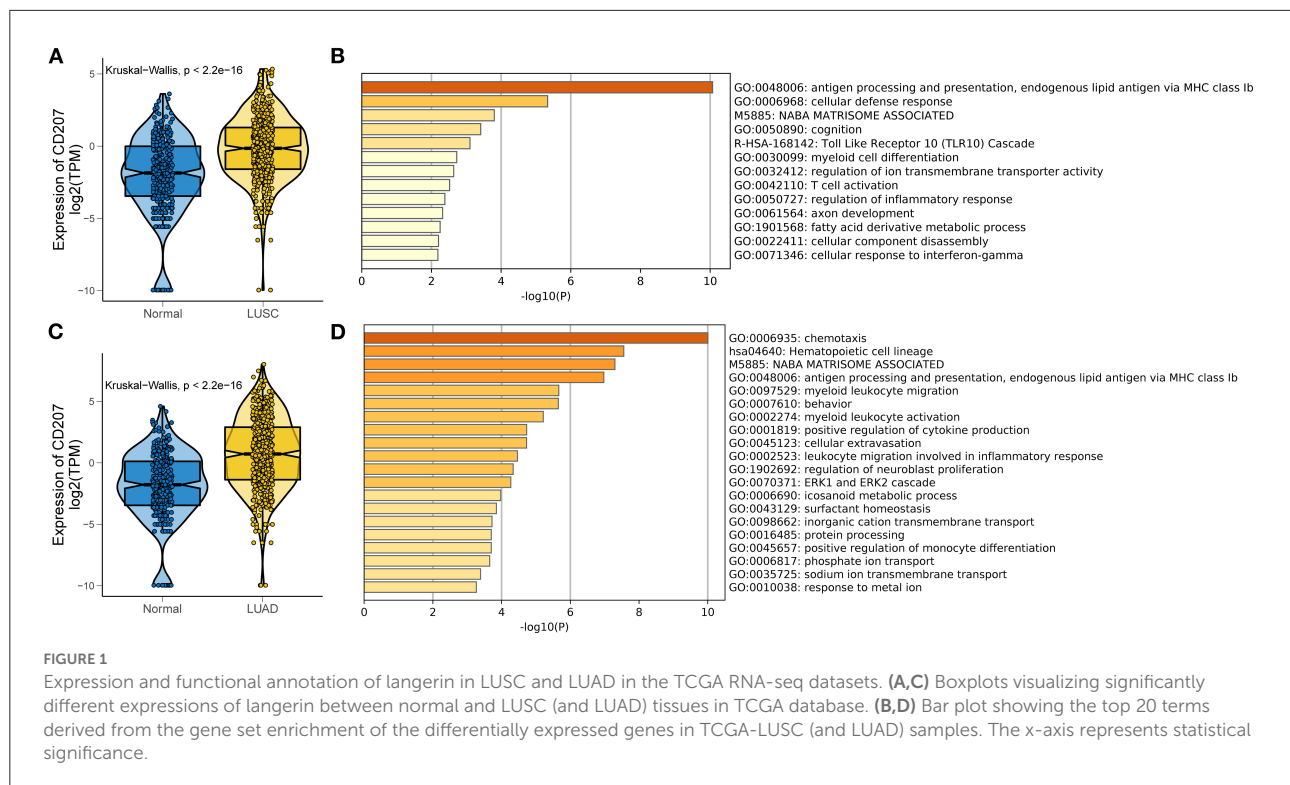 A
Kruskal−Wallis, p < 2.2e−16
Expression of CD207
log2(TPM)
5
0
−5
−10
Normal
LUSC
B
GO:0048006: antigen processing and presentation, endogenous lipid antigen via MHC class Ib
GO:0006968: cellular defense response
M5885: NABA MATRISOME ASSOCIATED
GO:0050890: cognition
R-HSA-168142: Toll Like Receptor 10 (TLR10) Cascade
GO:0030099: myeloid cell differentiation
GO:0032412: regulation of ion transmembrane transporter activity
GO:0042110: T cell activation
GO:0050727: regulation of inflammatory response
GO:0061564: axon development
GO:1901568: fatty acid derivative metabolic process
GO:0022411: cellular component disassembly
GO:0071346: cellular response to interferon-gamma
0 2 4 6 8 10
-log10(P)
C
Kruskal−Wallis, p < 2.2e−16
Expression of CD207
log2(TPM)
5
0
−5
−10
Normal
LUAD
D
GO:0006935: chemotaxis
hsa04640: Hematopoietic cell lineage
M5885: NABA MATRISOME ASSOCIATED
GO:0048006: antigen processing and presentation, endogenous lipid antigen via MHC class Ib
GO:0097529: myeloid leukocyte migration
GO:0007610: behavior
GO:0002274: myeloid leukocyte activation
GO:0001819: positive regulation of cytokine production
GO:0045123: cellular extravasation
GO:0002523: leukocyte migration involved in inflammatory response
GO:1902692: regulation of neuroblast proliferation
GO:0070371: ERK1 and ERK2 cascade
GO:0006690: icosanoid metabolic process
GO:0043129: surfactant homeostasis
GO:0098662: inorganic cation transmembrane transport
GO:0016485: protein processing
GO:0045657: positive regulation of monocyte differentiation
GO:0006817: phosphate ion transport
GO:0035725: sodium ion transmembrane transport
GO:0010038: response to metal ion
0 2 4 6 8 10
-log10(P)
FIGURE 1
Expression and functional annotation of langerin in LUSC and LUAD in the TCGA RNA-seq datasets. (A,C) Boxplots visualizing significantly
different expressions of langerin between normal and LUSC (and LUAD) tissues in TCGA database. (B,D) Bar plot showing the top 20 terms
derived from the gene set enrichment of the differentially expressed genes in TCGA-LUSC (and LUAD) samples. The x-axis represents statistical
significance.